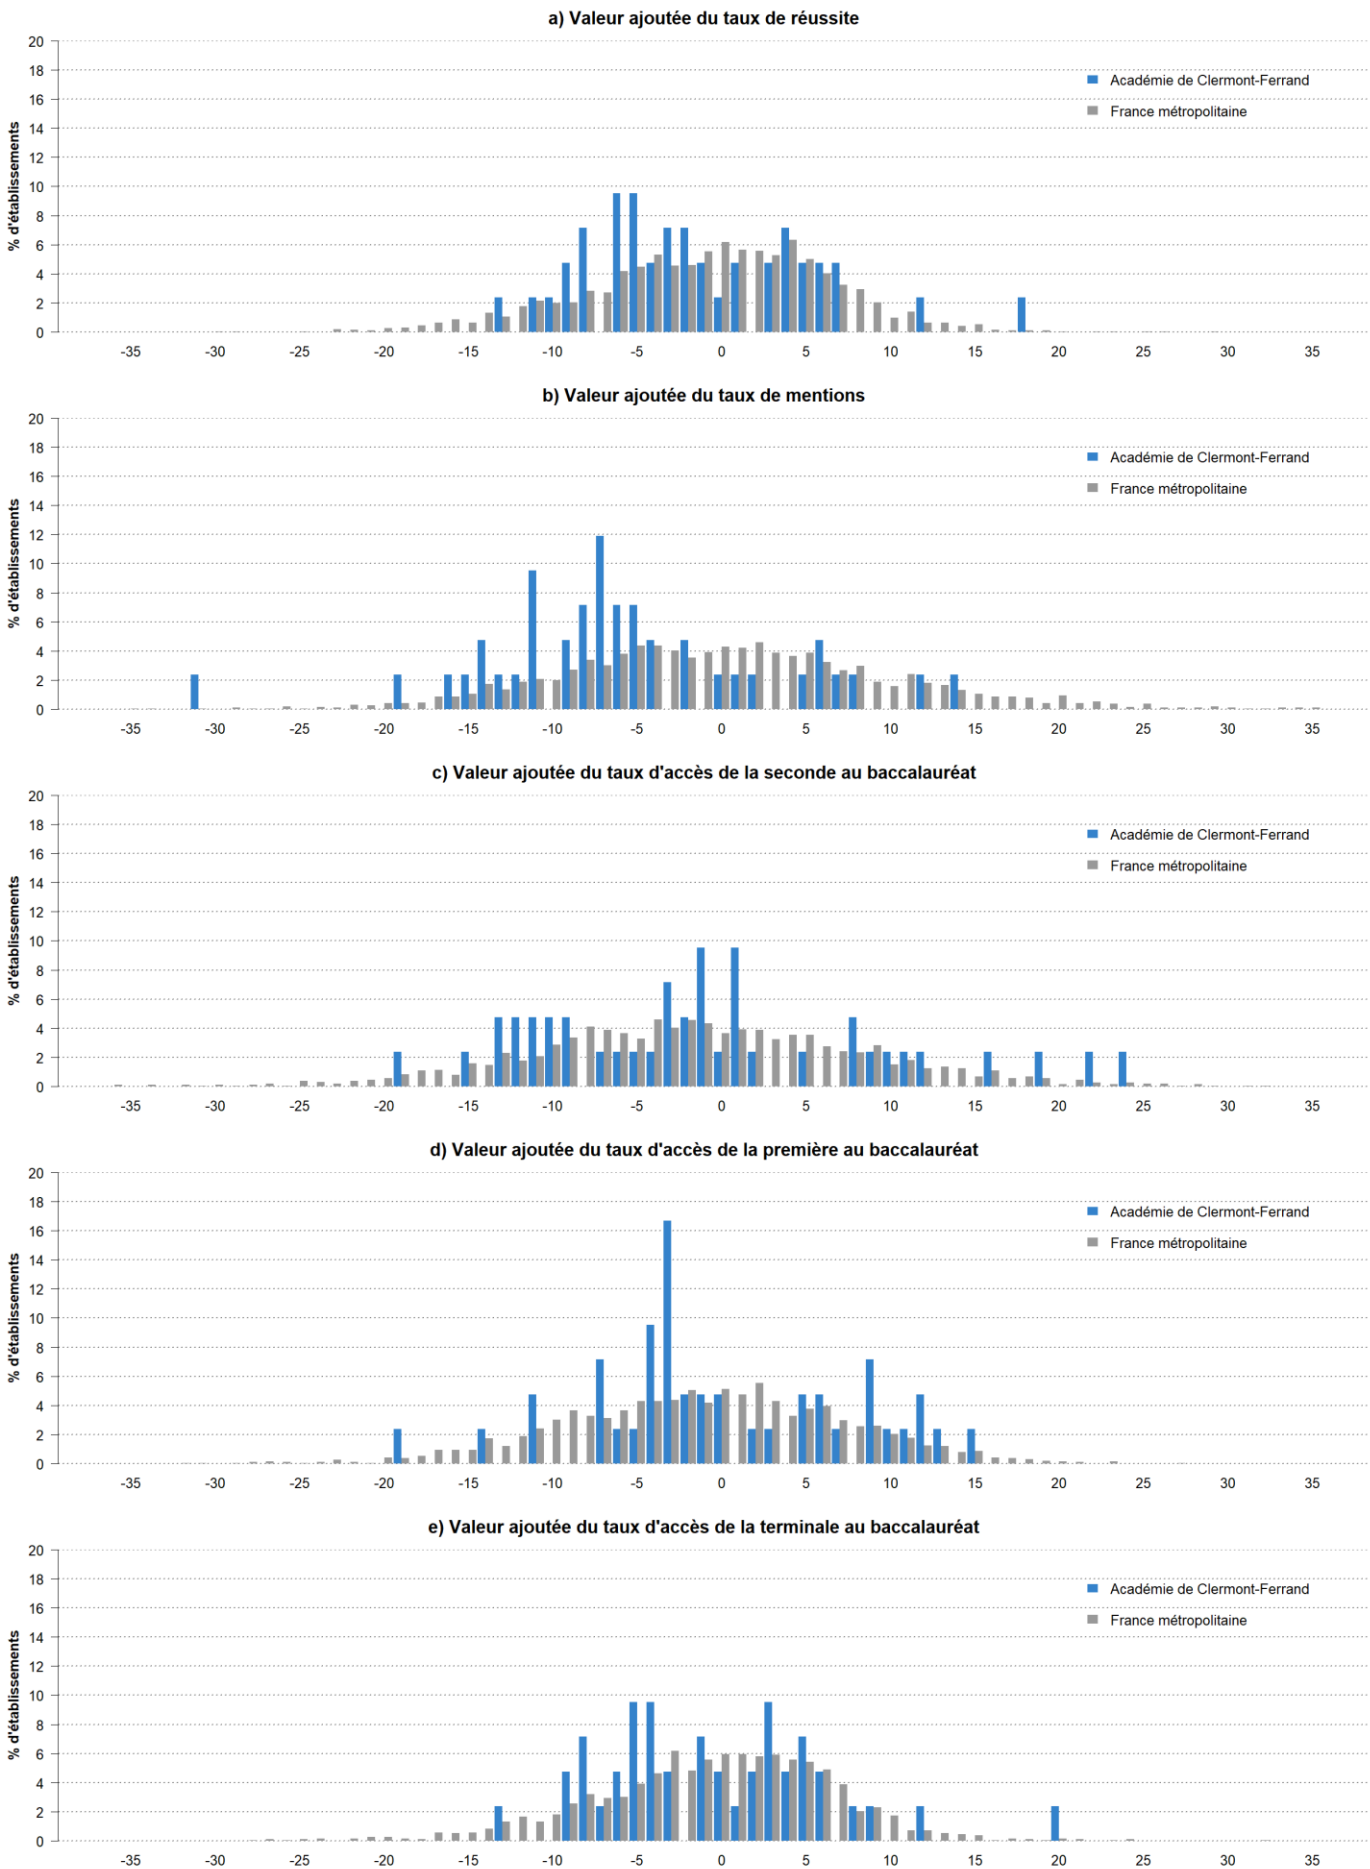 a) Valeur ajoutée du taux de réussite
% d'établissements
20
18
16
14
12
10
8
6
4
2
0
Académie de Clermont-Ferrand
France métropolitaine
-35 -30 -25 -20 -15 -10 -5 0 5 10 15 20 25 30 35
b) Valeur ajoutée du taux de mentions
% d'établissements
20
18
16
14
12
10
8
6
4
2
0
Académie de Clermont-Ferrand
France métropolitaine
-35 -30 -25 -20 -15 -10 -5 0 5 10 15 20 25 30 35
c) Valeur ajoutée du taux d'accès de la seconde au baccalauréat
% d'établissements
20
18
16
14
12
10
8
6
4
2
0
Académie de Clermont-Ferrand
France métropolitaine
-35 -30 -25 -20 -15 -10 -5 0 5 10 15 20 25 30 35
d) Valeur ajoutée du taux d'accès de la première au baccalauréat
% d'établissements
20
18
16
14
12
10
8
6
4
2
0
Académie de Clermont-Ferrand
France métropolitaine
-35 -30 -25 -20 -15 -10 -5 0 5 10 15 20 25 30 35
e) Valeur ajoutée du taux d'accès de la terminale au baccalauréat
% d'établissements
20
18
16
14
12
10
8
6
4
2
0
Académie de Clermont-Ferrand
France métropolitaine
-35 -30 -25 -20 -15 -10 -5 0 5 10 15 20 25 30 35